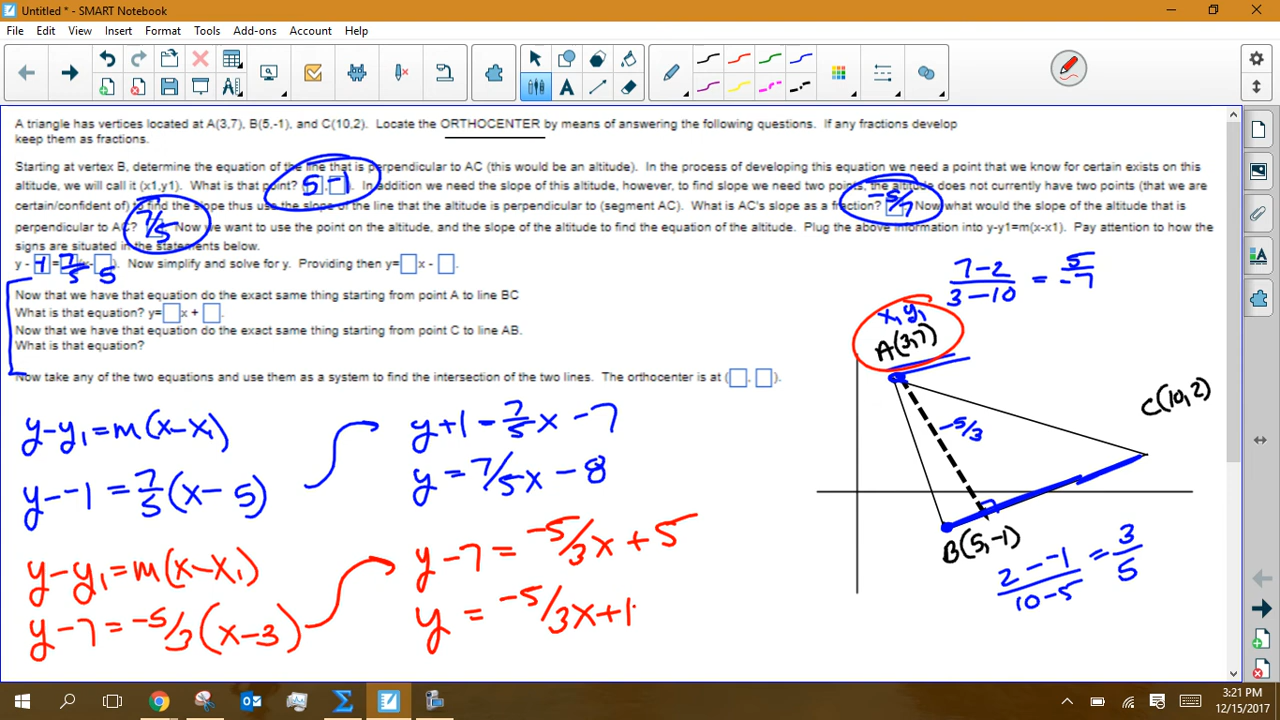 Untitled * - SMART Notebook
File Edit View Insert Format Tools Add-ons Account Help
A triangle has vertices located at A(3,7), B(5,-1), and C(10,2). Locate the ORTHOCENTER by means of answering the following questions. If any fractions develop
keep them as fractions.
Starting at vertex B, determine the equation of the line that is perpendicular to AC (this would be an altitude). In the process of developing this equation we need a point that we know for certain exists on this
altitude, we will call it (x1,y1). What is that point? (5, -1). In addition we need the slope of this altitude, however, to find slope we need two points, the altitude does not currently have two points (that we are
certain/confident of) to find the slope thus use the slope of the line that the altitude is perpendicular to (segment AC). What is AC's slope as a fraction? -5/7 Now what would the slope of the altitude that is
perpendicular to AC? 7/5 Now we want to use the point on the altitude, and the slope of the altitude to find the equation of the altitude. Plug the above information into y-y1=m(x-x1). Pay attention to how the
signs are situated in the statements below.
y - -1 = 7/5 (x- 5). Now simplify and solve for y. Providing then y= x - .
Now that we have that equation do the exact same thing starting from point A to line BC
What is that equation? y= x + .
Now that we have that equation do the exact same thing starting from point C to line AB.
What is that equation?
Now take any of the two equations and use them as a system to find the intersection of the two lines. The orthocenter is at ( , ).
y-y1=m(x-x1)
y--1=7/5(x-5)
y+1-7/5x-7
y=7/5x-8
y-y1=m(x-x1)
y-7=-5/3(x-3)
y-7=-5/3x+5
y=-5/3x+1
7-2/3-10 = 5/-7
x1 y1
A(3,7)
C(10,2)
-5/3
B(5,-1)
2--1/10-5 = 3/5
3:21 PM
12/15/2017